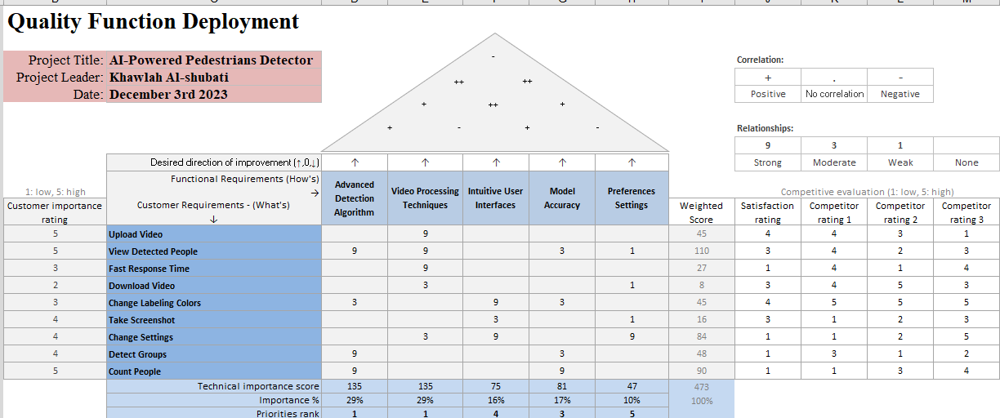 Quality Function Deployment
Project Title: AI-Powered Pedestrians Detector
Project Leader: Khawlah Al-shubati
Date: December 3rd 2023
-
++ ++
+ ++ +
+ - + -
Correlation:
+ . -
Positive No correlation Negative
Relationships:
9 3 1
Strong Moderate Weak None
Desired direction of improvement (↑,0,↓) ↑ ↑ ↑ ↑ ↑
Functional Requirements (How's)
→
Customer Requirements - (What's)
↓
1: low, 5: high
Customer importance
rating
Advanced
Detection
Algorithm
Video Processing
Techniques
Intuitive User
Interfaces
Model
Accuracy
Preferences
Settings
Weighted
Score
Competitive evaluation (1: low, 5: high)
Satisfaction
rating
Competitor
rating 1
Competitor
rating 2
Competitor
rating 3
5 Upload Video 9 45 4 4 3 1
5 View Detected People 9 9 3 1 110 3 4 2 3
3 Fast Response Time 9 27 1 4 1 4
2 Download Video 3 1 8 3 4 5 3
3 Change Labeling Colors 3 9 3 45 4 5 5 5
4 Take Screenshot 3 1 16 3 1 2 3
4 Change Settings 3 9 9 84 1 1 2 5
4 Detect Groups 9 3 48 1 3 1 2
5 Count People 9 9 90 1 1 3 4
Technical importance score 135 135 75 81 47 473
Importance % 29% 29% 16% 17% 10% 100%
Priorities rank 1 1 4 3 5